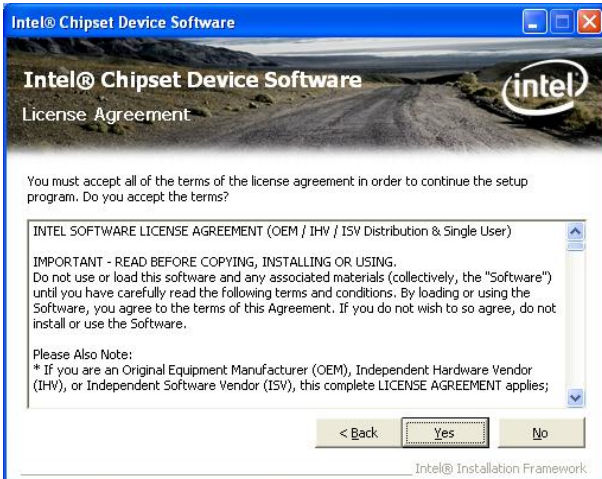 Intel® Chipset Device Software
Intel® Chipset Device Software
intel
License Agreement
You must accept all of the terms of the license agreement in order to continue the setup
program. Do you accept the terms?
INTEL SOFTWARE LICENSE AGREEMENT (OEM / IHV / ISV Distribution & Single User)
IMPORTANT - READ BEFORE COPYING, INSTALLING OR USING.
Do not use or load this software and any associated materials (collectively, the "Software")
until you have carefully read the following terms and conditions. By loading or using the
Software, you agree to the terms of this Agreement. If you do not wish to so agree, do not
install or use the Software.
Please Also Note:
* If you are an Original Equipment Manufacturer (OEM), Independent Hardware Vendor
(IHV), or Independent Software Vendor (ISV), this complete LICENSE AGREEMENT applies;
< Back Yes No
Intel® Installation Framework